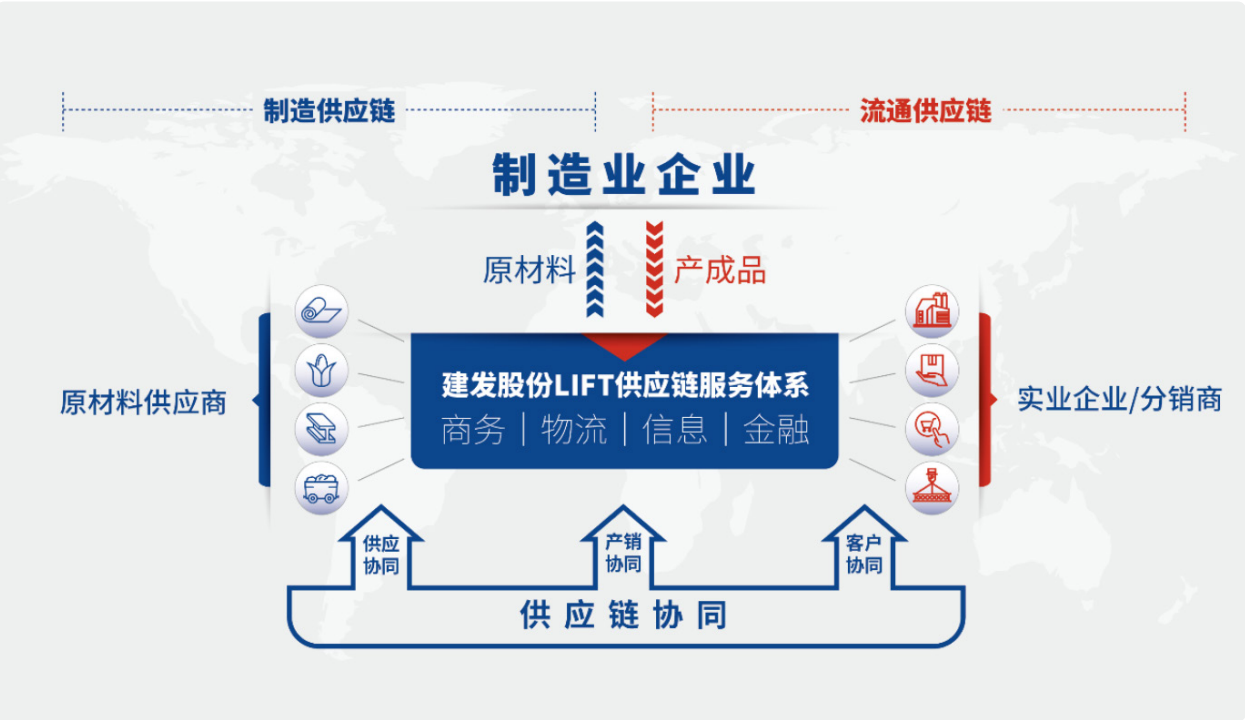 制造供应链
流通供应链
制造业企业
原材料
产成品
原材料供应商
建发股份LIFT供应链服务体系
商务｜物流｜信息｜金融
实业企业/分销商
供应
协同
产销
协同
客户
协同
供应链协同